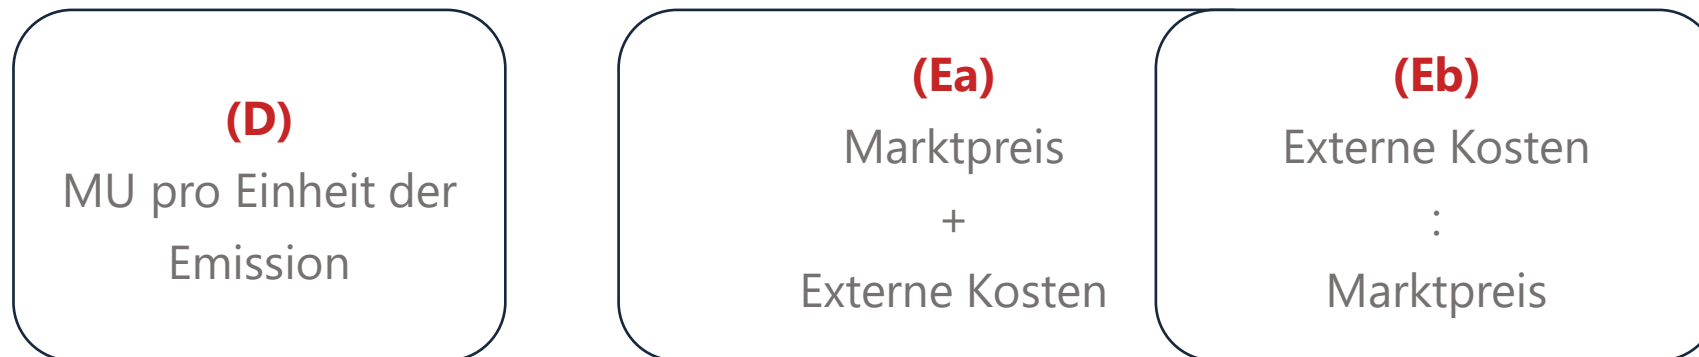 (D)
MU pro Einheit der
Emission
(Ea)
Marktpreis
+
Externe Kosten
(Eb)
Externe Kosten
:
Marktpreis